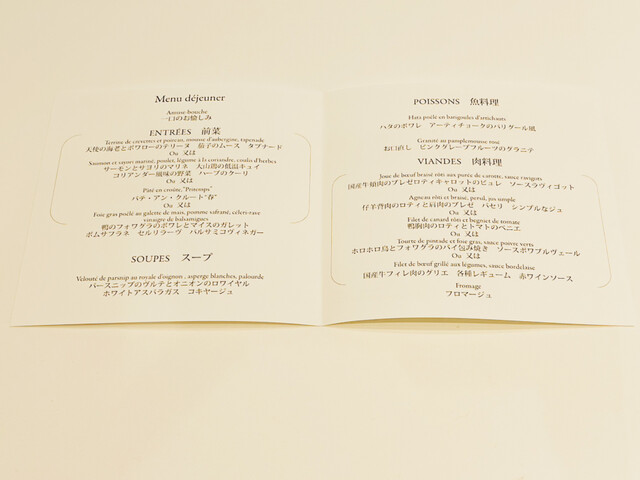 Menu déjeuner
Amuse-bouche
一口のお愉しみ
ENTRÉES 前菜
Terrine de crevettes et poireau, mousse d'aubergine, tapenade
天使の海老とポワローのテリーヌ 茄子のムース タプナード
Ou 又は
Saumon et sayori mariné, poulet, légume à la coriandre, coulis d'herbes
サーモンとサヨリのマリネ 大山鶏の低温キュイ
コリアンダー風味の野菜 ハーブのクーリ
Ou 又は
Pâté en croûte,"Printemps"
パテ・アン・クルート"春"
Ou 又は
Foie gras poêlé au galette de maïs, pomme safrané, céleri-rave
vinaigre de balsamiques
鴨のフォワグラのポワレとマイスのガレット
ポムサフラネ セルリラーヴ バルサミコヴィネガー
SOUPES スープ
Velouté de parsnip au royale d'oignon , asperge blanches, palourde
パースニップのヴルテとオニオンのロワイヤル
ホワイトアスパラガス コキヤージュ
POISSONS 魚料理
Hata poêlé en barigoules d'artichauts
ハタのポワレ アーティチョークのバリグール風
Granité au pamplemousse rosé
お口直し ピンクグレープフルーツのグラニテ
VIANDES 肉料理
Joue de bœuf braisé rôti aux purée de carotte, sauce ravigote
国産牛頬肉のブレゼロティキャロットのピュレ ソースラヴィゴット
Ou 又は
Agneau rôti et braisé, persil, jus simple
仔羊背肉のロティと肩肉のブレゼ パセリ シンプルなジュ
Ou 又は
Filet de canard rôti et beignet de tomate
鴨胸肉のロティとトマトのベニエ
Ou 又は
Tourte de pintade et foie gras, sauce poivre verts
ホロホロ鳥とフォワグラのパイ包み焼き ソースポワブルヴェール
Ou 又は
Filet de bœuf grillé aux légumes, sauce bordelaise
国産牛フィレ肉のグリエ 各種レギューム 赤ワインソース
Fromage
フロマージュ